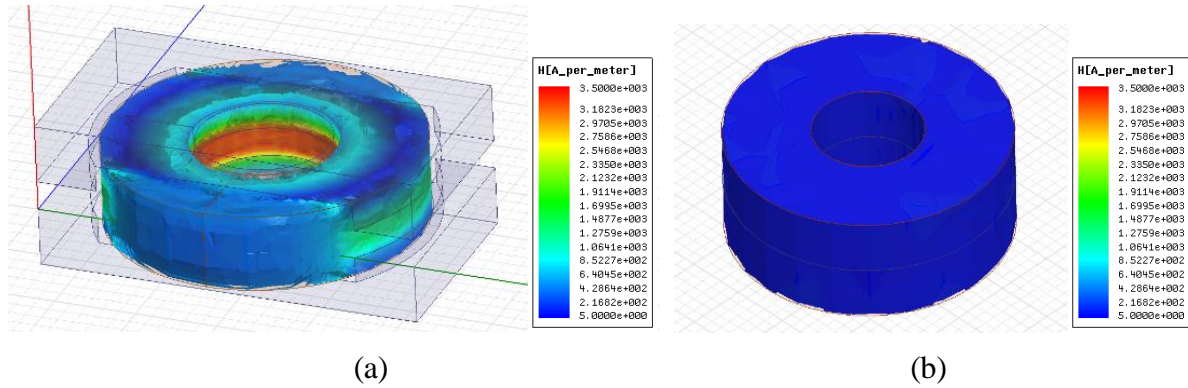 H[A_per_meter]
3.5000e+003
3.1823e+003
2.9705e+003
2.7586e+003
2.5468e+003
2.3350e+003
2.1232e+003
1.9114e+003
1.6995e+003
1.4877e+003
1.2759e+003
1.0641e+003
8.5227e+002
6.4045e+002
4.2864e+002
2.1682e+002
5.0000e+000
H[A_per_meter]
3.5000e+003
3.1823e+003
2.9705e+003
2.7586e+003
2.5468e+003
2.3350e+003
2.1232e+003
1.9114e+003
1.6995e+003
1.4877e+003
1.2759e+003
1.0641e+003
8.5227e+002
6.4045e+002
4.2864e+002
2.1682e+002
5.0000e+000
(a)
(b)